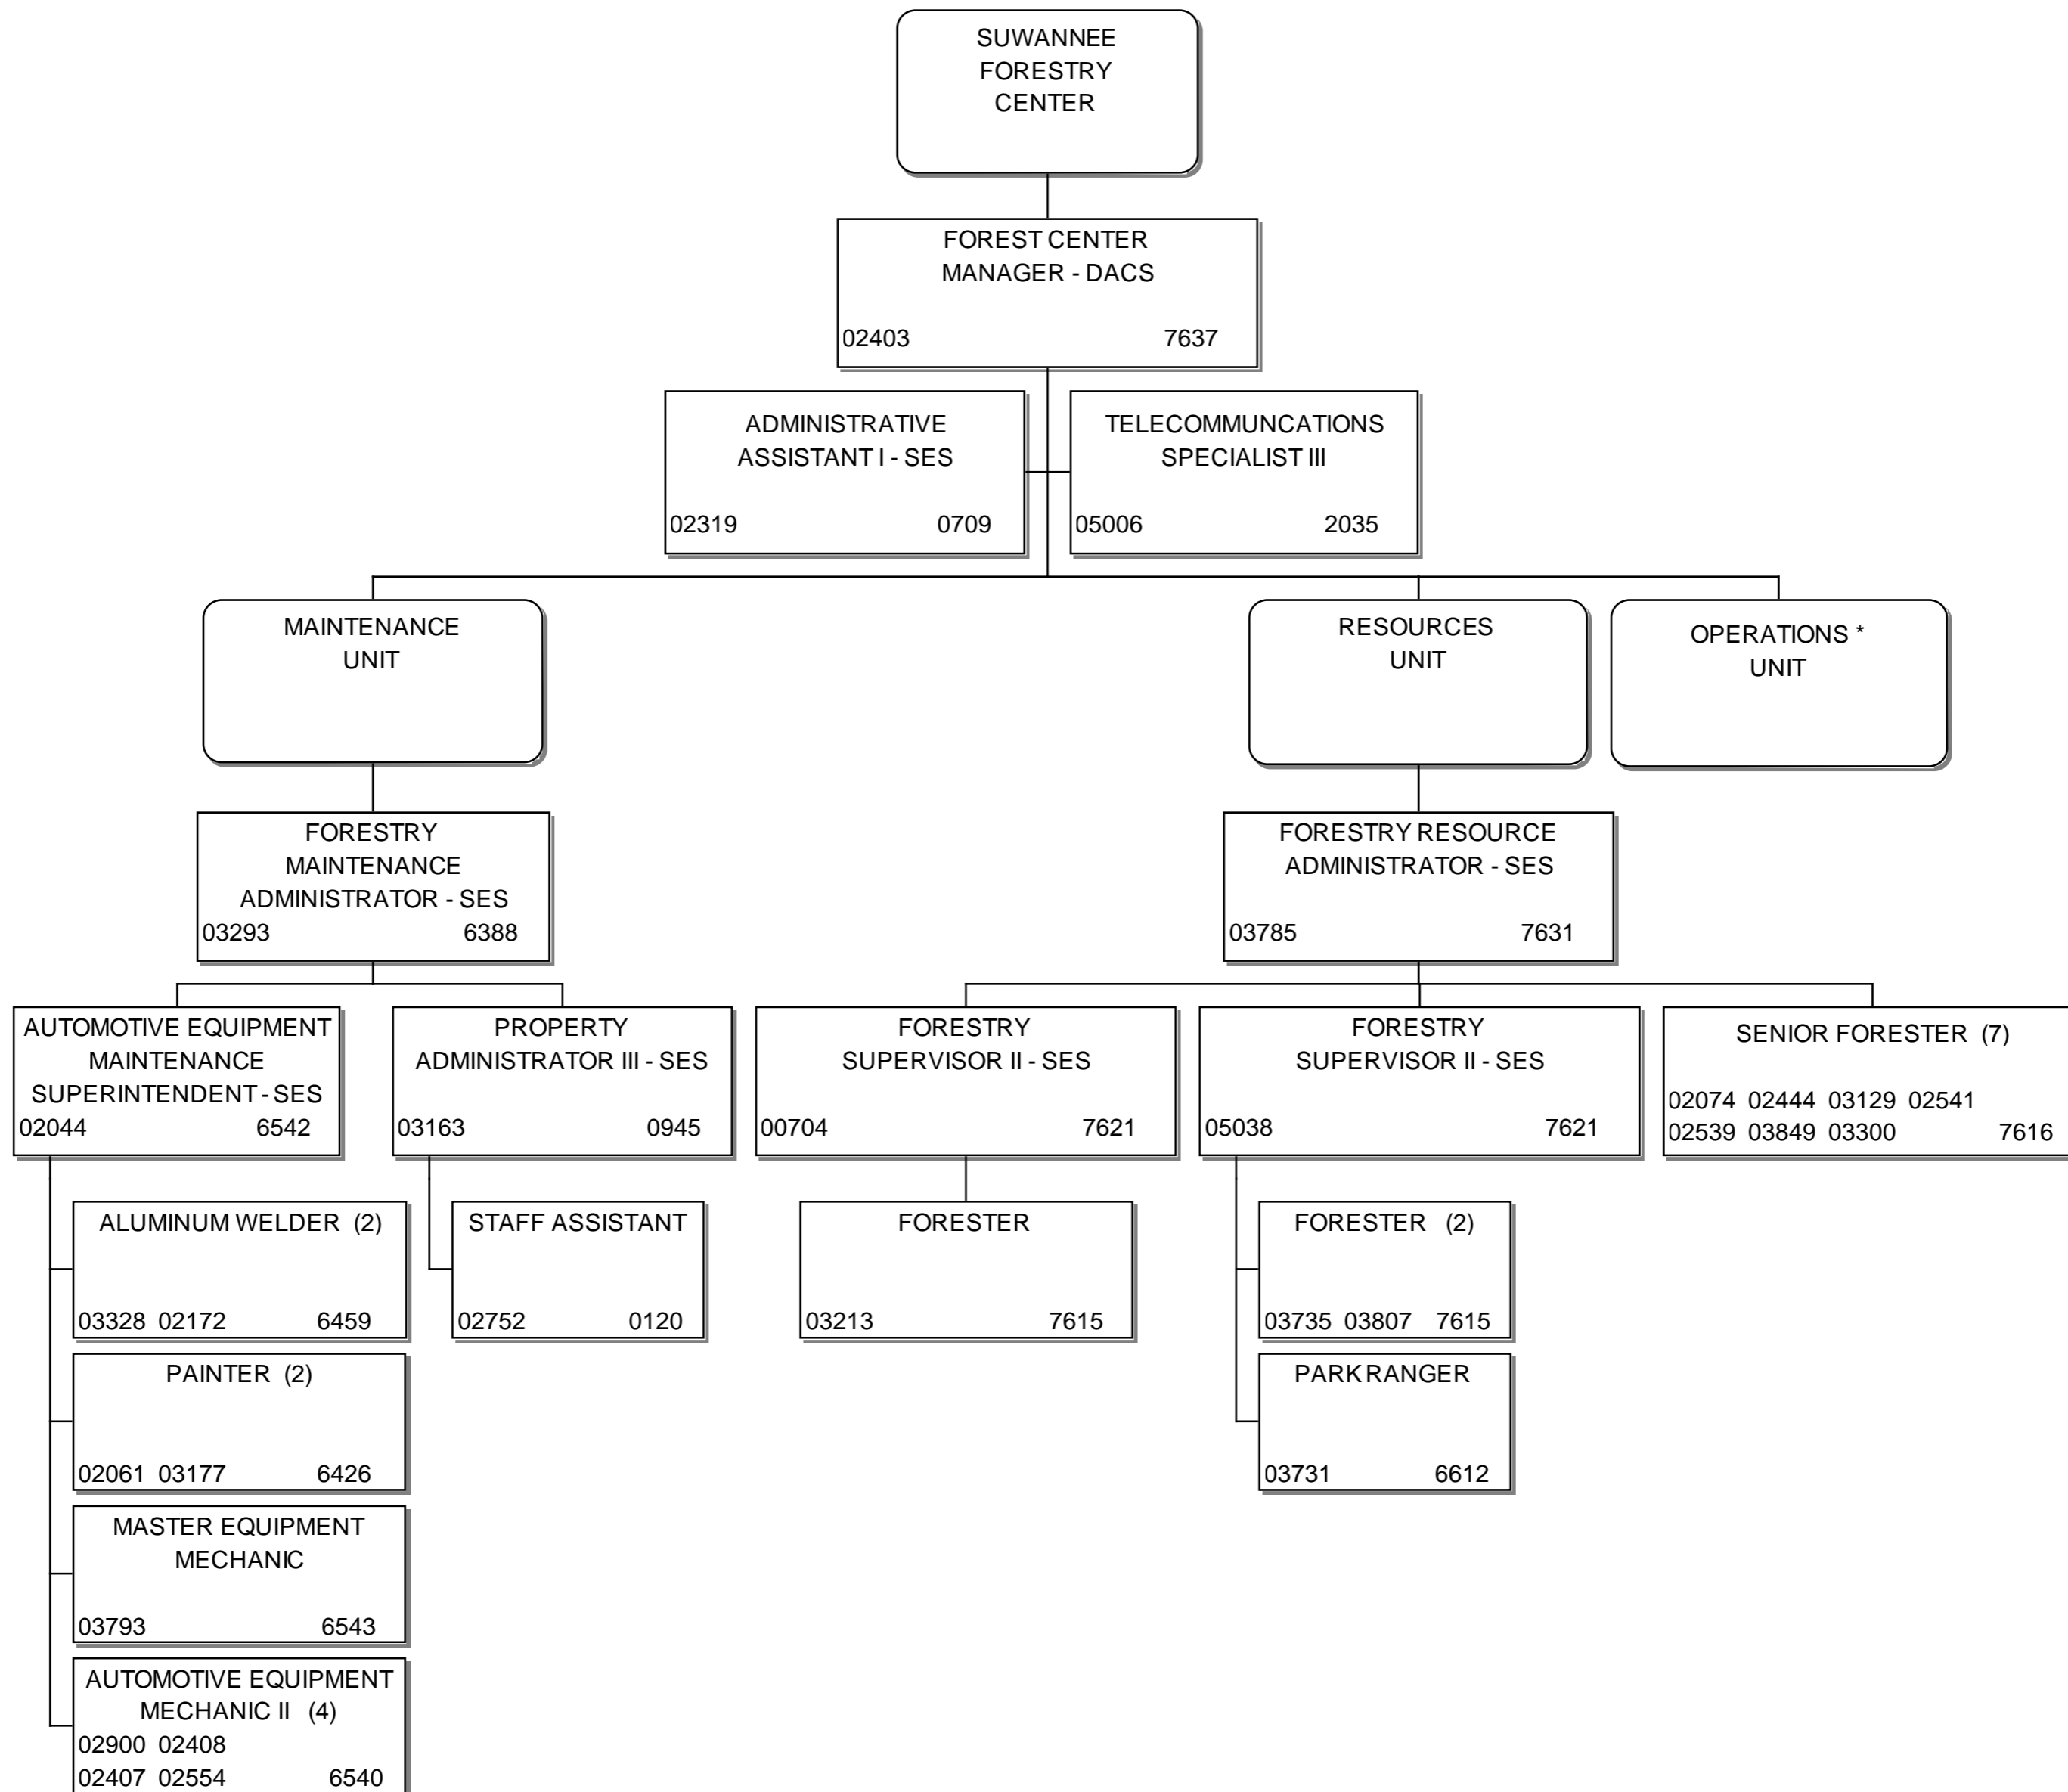 SUWANNEE
FORESTRY
CENTER
FOREST CENTER
MANAGER - DACS
02403 7637
ADMINISTRATIVE
ASSISTANT I - SES
02319 0709
TELECOMMUNCATIONS
SPECIALIST III
05006 2035
MAINTENANCE
UNIT
RESOURCES
UNIT
OPERATIONS *
UNIT
FORESTRY
MAINTENANCE
ADMINISTRATOR - SES
03293 6388
FORESTRY RESOURCE
ADMINISTRATOR - SES
03785 7631
AUTOMOTIVE EQUIPMENT
MAINTENANCE
SUPERINTENDENT - SES
02044 6542
PROPERTY
ADMINISTRATOR III - SES
03163 0945
FORESTRY
SUPERVISOR II - SES
00704 7621
FORESTRY
SUPERVISOR II - SES
05038 7621
SENIOR FORESTER (7)
02074 02444 03129 02541
02539 03849 03300 7616
ALUMINUM WELDER (2)
03328 02172 6459
STAFF ASSISTANT
02752 0120
FORESTER
03213 7615
FORESTER (2)
03735 03807 7615
PAINTER (2)
02061 03177 6426
PARK RANGER
03731 6612
MASTER EQUIPMENT
MECHANIC
03793 6543
AUTOMOTIVE EQUIPMENT
MECHANIC II (4)
02900 02408
02407 02554 6540